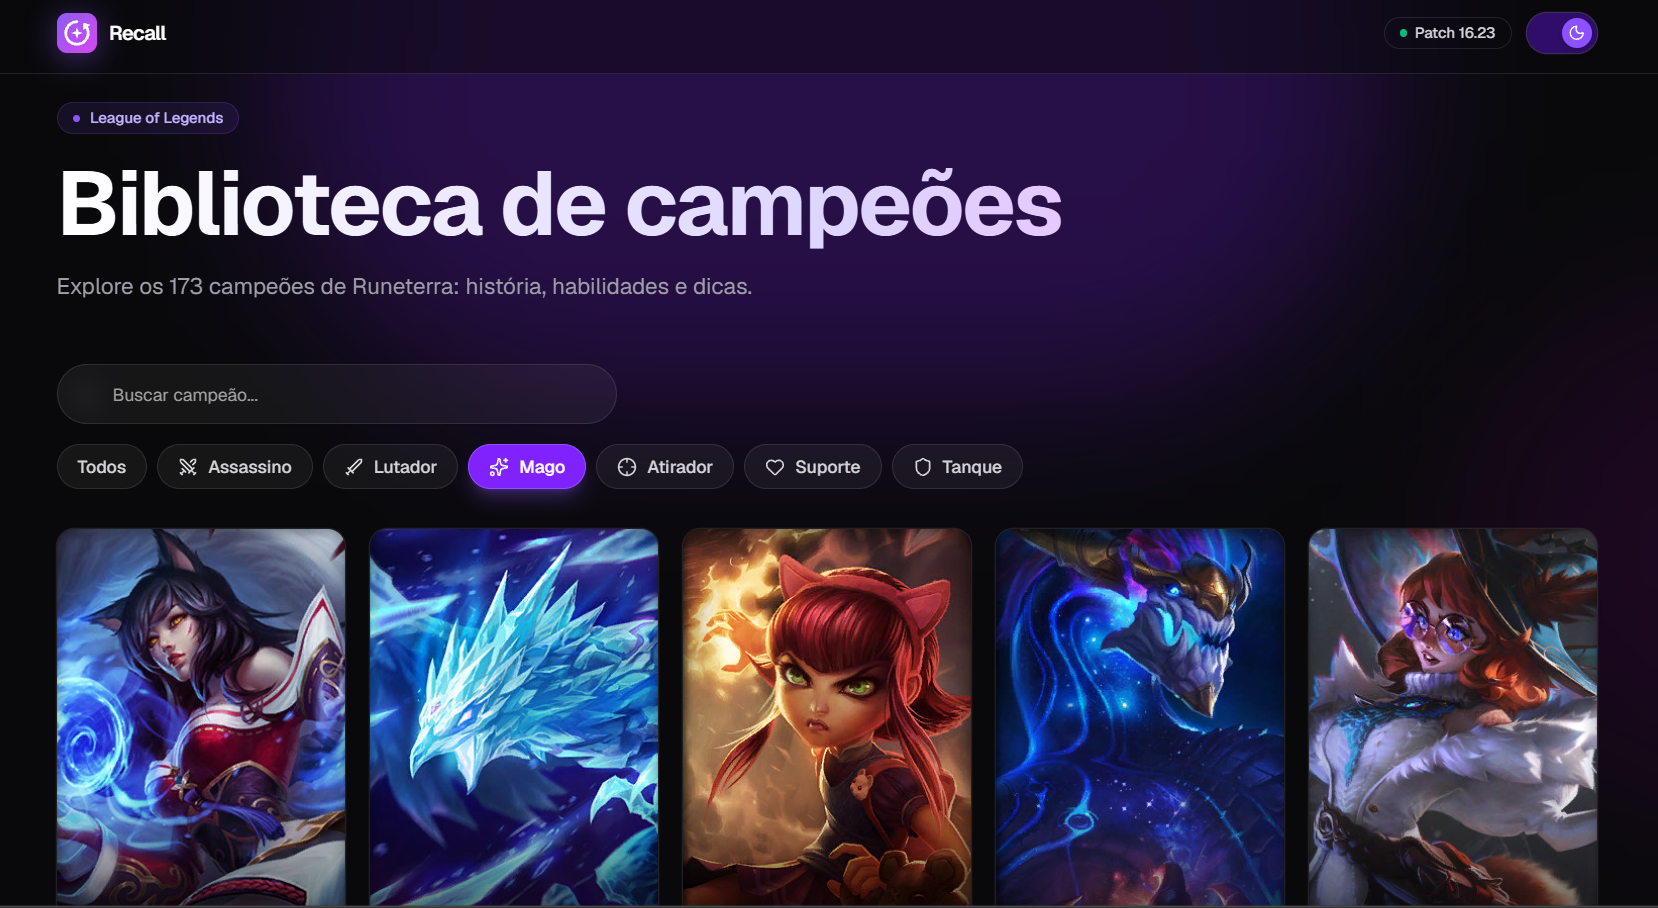 Recall
Patch 16.23
League of Legends
Biblioteca de campeões
Explore os 173 campeões de Runeterra: história, habilidades e dicas.
Buscar campeão...
Todos
Assassino
Lutador
Mago
Atirador
Suporte
Tanque